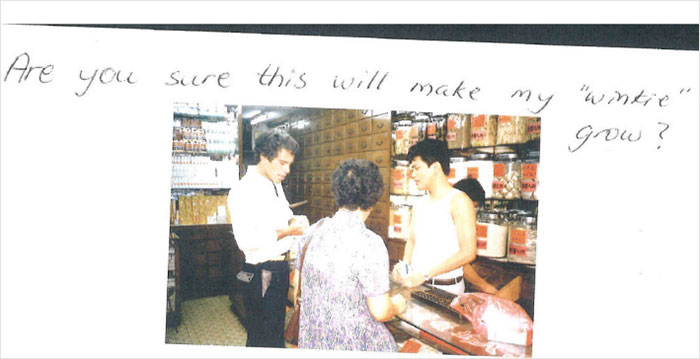 Are you sure this will make my "winkie"
grow?